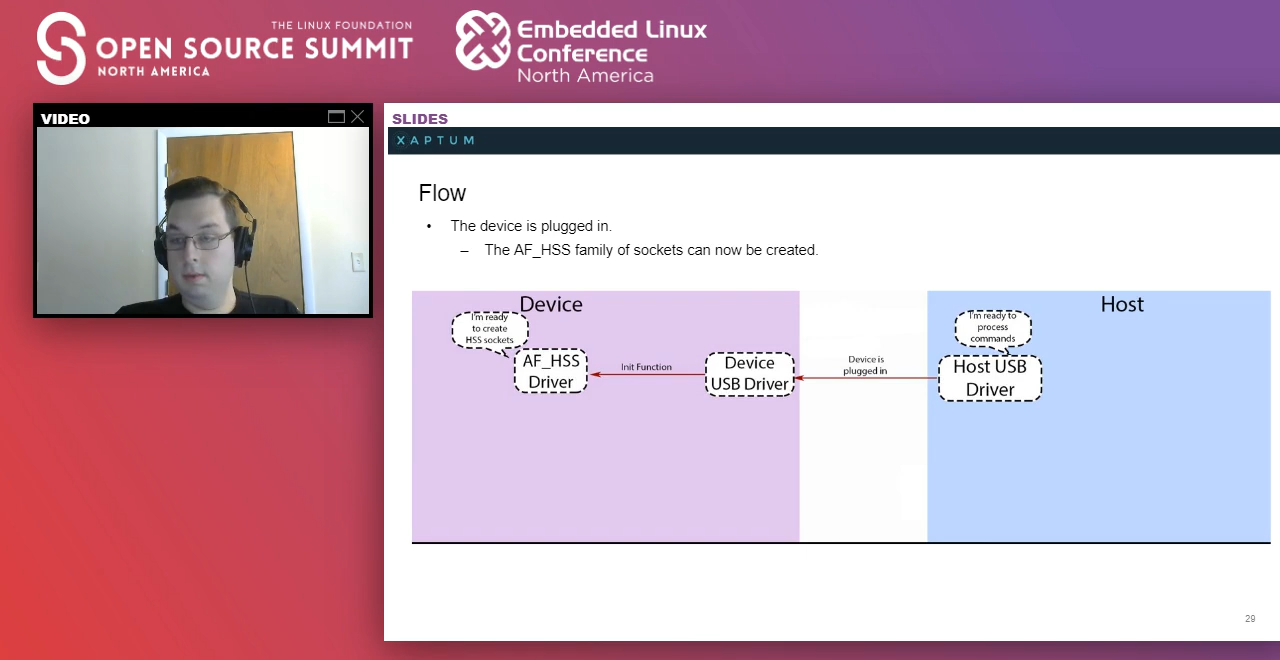 THE LINUX FOUNDATION
OPEN SOURCE SUMMIT
NORTH AMERICA
Embedded Linux
Conference
North America
VIDEO
SLIDES
XAPTUM
Flow
• The device is plugged in.
– The AF_HSS family of sockets can now be created.
Device
Host
I'm ready
to create
HSS sockets
AF_HSS
Driver
Init Function
Device
USB Driver
Device is
plugged in
I'm ready to
process
commands
Host USB
Driver
29